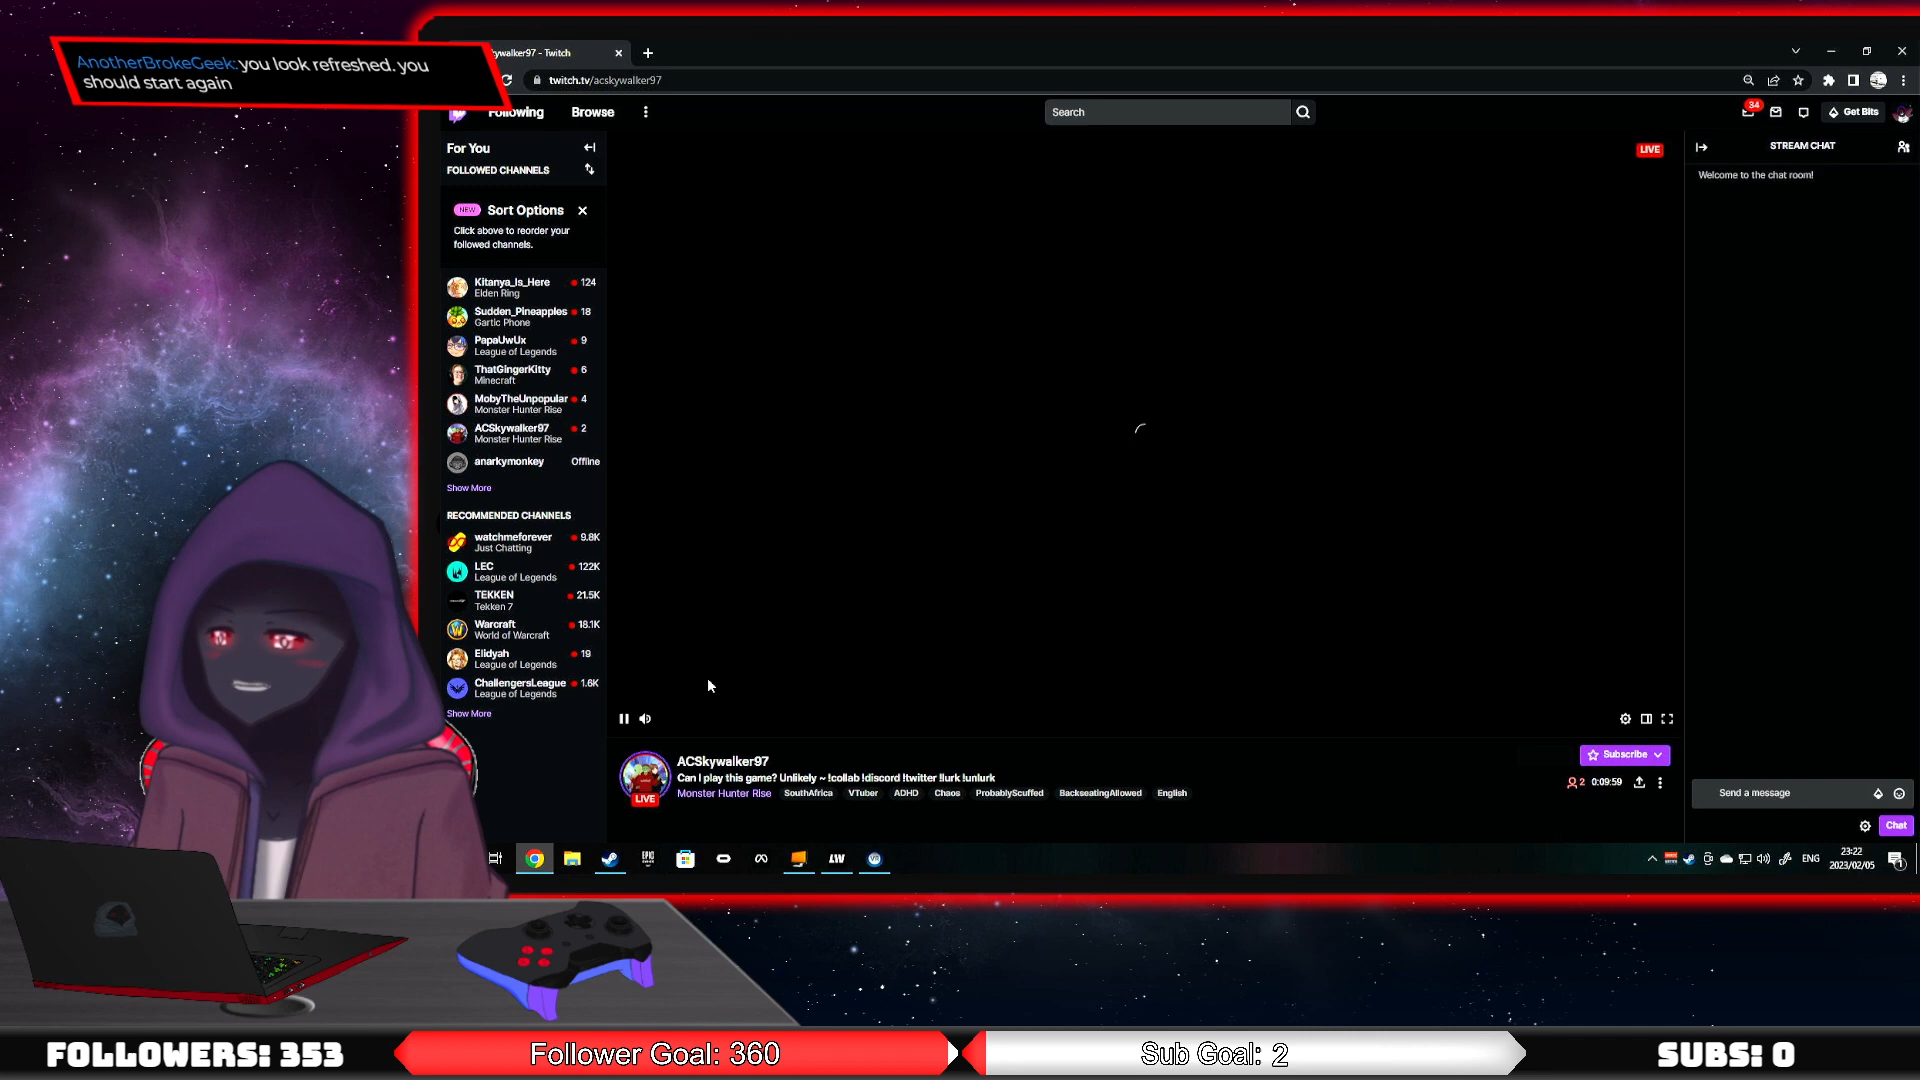 AnotherBrokeGeek: you look refreshed. you
should start again
ywalker97 - Twitch
twitch.tv/acskywalker97
Following
Browse
Search
34
Get Bits
For You
FOLLOWED CHANNELS
NEW Sort Options
Click above to reorder your
followed channels.
Kitanya_Is_Here 124
Elden Ring
Sudden_Pineapples 18
Gartic Phone
PapaUwUx 9
League of Legends
ThatGingerKitty 6
Minecraft
MobyTheUnpopular 4
Monster Hunter Rise
ACSkywalker97 2
Monster Hunter Rise
anarkymonkey Offline
Show More
RECOMMENDED CHANNELS
watchmeforever 9.8K
Just Chatting
LEC 122K
League of Legends
TEKKEN 21.5K
Tekken 7
Warcraft 18.1K
World of Warcraft
Elidyah 19
League of Legends
ChallengersLeague 1.6K
League of Legends
Show More
LIVE
STREAM CHAT
Welcome to the chat room!
ACSkywalker97
Can I play this game? Unlikely ~ !collab !discord !twitter !lurk !unlurk
Monster Hunter Rise SouthAfrica VTuber ADHD Chaos ProbablyScuffed BackseatingAllowed English
LIVE
Subscribe
2 0:09:59
Send a message
Chat
EPIC
LW
VR
ENG
23:22
2023/02/05
1
FOLLOWERS: 353
Follower Goal: 360
Sub Goal: 2
SUBS: 0